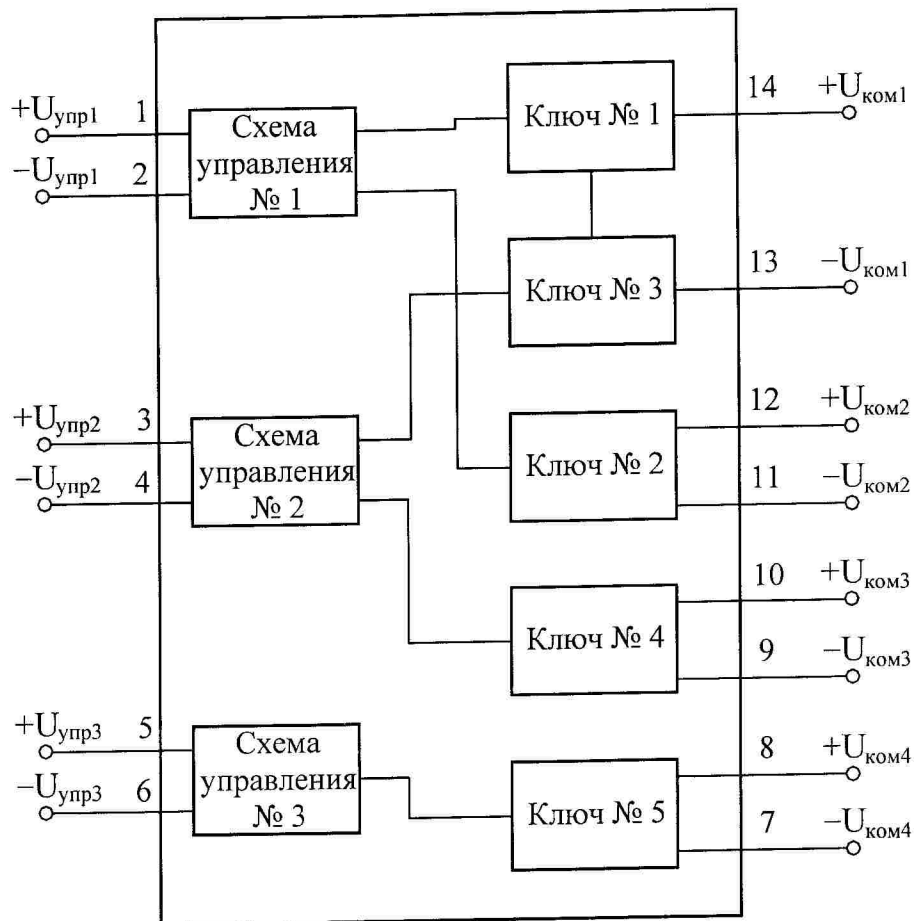 +Uупр1 1
−Uупр1 2
Схема
управления
№ 1
Ключ № 1
14 +Uком1
Ключ № 3
13 −Uком1
+Uупр2 3
−Uупр2 4
Схема
управления
№ 2
Ключ № 2
12 +Uком2
11 −Uком2
Ключ № 4
10 +Uком3
9 −Uком3
+Uупр3 5
−Uупр3 6
Схема
управления
№ 3
Ключ № 5
8 +Uком4
7 −Uком4